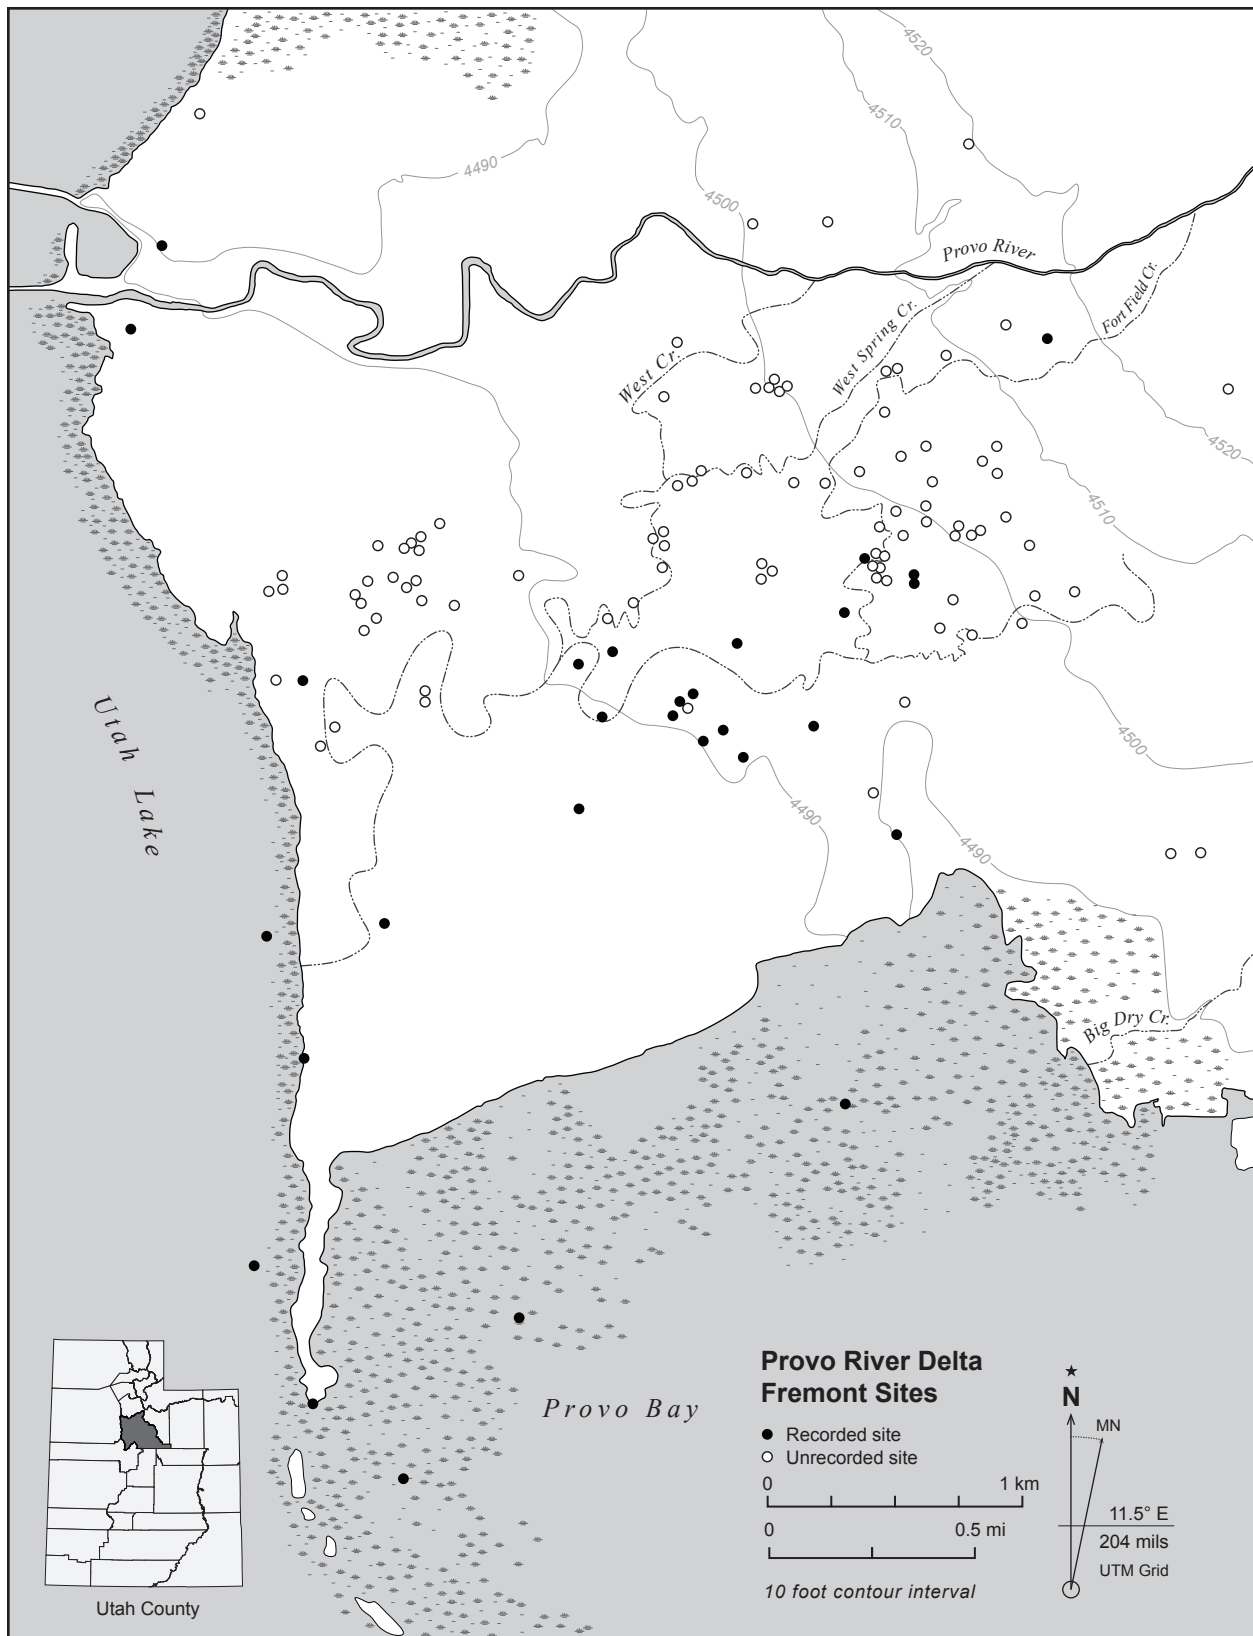 4520
4510
4490
4500
Provo River
Fort Field Cr.
West Spring Cr.
West Cr.
4520
4510
Utah Lake
4500
4490
4490
Big Dry Cr.
Provo Bay
Provo River Delta
Fremont Sites
Recorded site
Unrecorded site
0 1 km
0 0.5 mi
10 foot contour interval
N
MN
11.5° E
204 mils
UTM Grid
Utah County